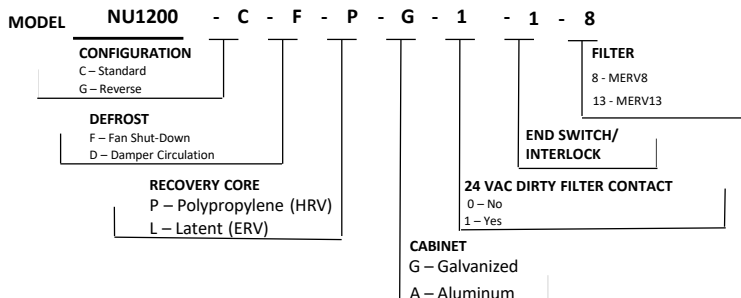 MODEL NU1200 - C - F - P - G - 1 - 1 - 8
CONFIGURATION
C – Standard
G – Reverse
FILTER
8 - MERV8
13 - MERV13
DEFROST
F – Fan Shut-Down
D – Damper Circulation
END SWITCH/
INTERLOCK
RECOVERY CORE
P – Polypropylene (HRV)
L – Latent (ERV)
24 VAC DIRTY FILTER CONTACT
0 – No
1 – Yes
CABINET
G – Galvanized
A – Aluminum